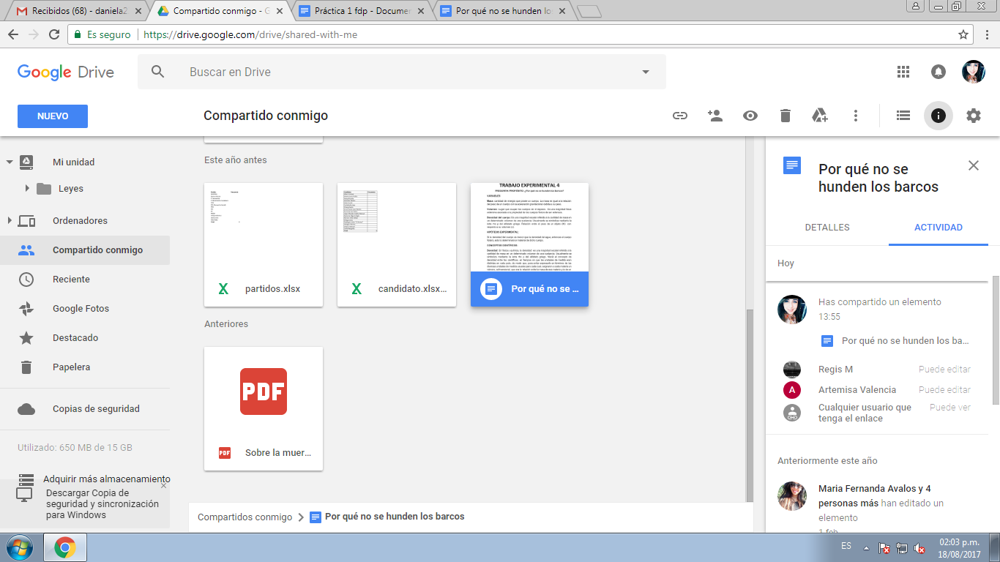 Recibidos (68) - daniela2
Compartido conmigo - G
Práctica 1 fdp - Documen
Por qué no se hunden lo
Es seguro
https://drive.google.com/drive/shared-with-me
Google Drive
Buscar en Drive
NUEVO
Compartido conmigo
Mi unidad
Leyes
Ordenadores
Compartido conmigo
Reciente
Google Fotos
Destacado
Papelera
Copias de seguridad
Utilizado: 650 MB de 15 GB
Adquirir más almacenamiento
Descargar Copia de
seguridad y sincronización
para Windows
Este año antes
TRABAJO EXPERIMENTAL 4
partidos.xlsx
candidato.xlsx...
Por qué no se ...
Anteriores
PDF
PDF
Sobre la muer...
Compartidos conmigo
Por qué no se hunden los barcos
Por qué no se
hunden los barcos
DETALLES
ACTIVIDAD
Hoy
Has compartido un elemento
13:55
Por qué no se hunden los ba...
Regis M
Puede editar
A
Artemisa Valencia
Puede editar
Cualquier usuario que
tenga el enlace
Puede ver
Anteriormente este año
Maria Fernanda Avalos y 4
personas más han editado un
elemento
1 feb
ES
02:03 p.m.
18/08/2017